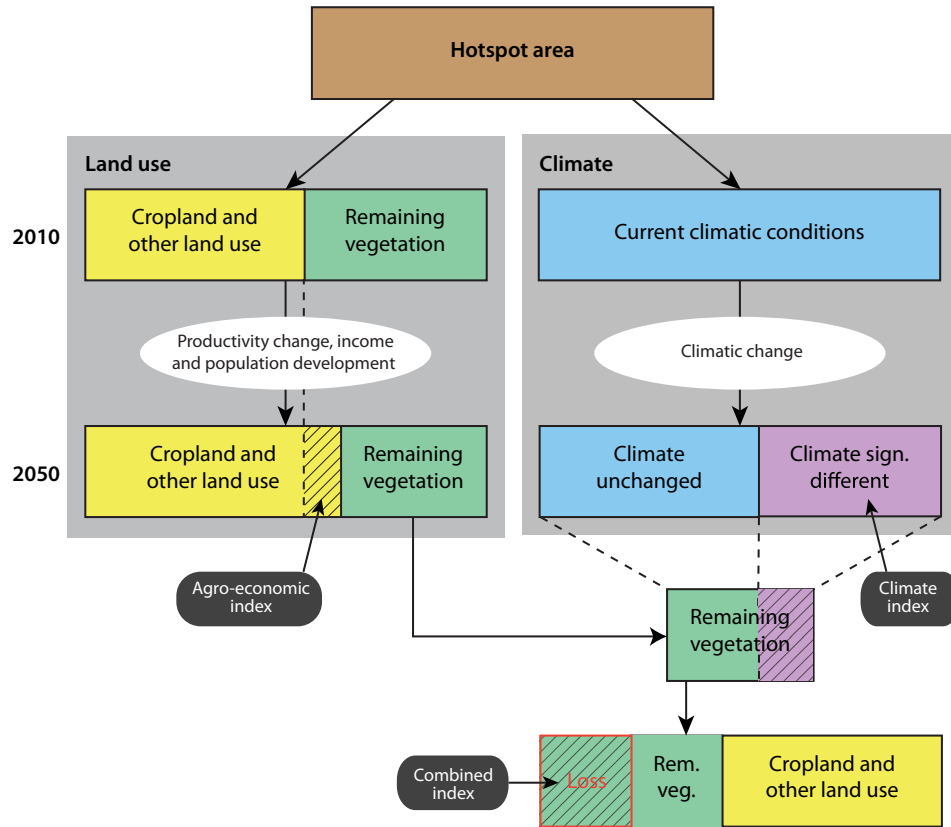 Hotspot area
Land use
Climate
2010
Cropland and
other land use
Remaining
vegetation
Current climatic conditions
Productivity change, income
and population development
Climatic change
2050
Cropland and
other land use
Remaining
vegetation
Climate
unchanged
Climate sign.
different
Agro-economic
index
Climate
index
Remaining
vegetation
Combined
index
Loss
Rem.
veg.
Cropland and
other land use